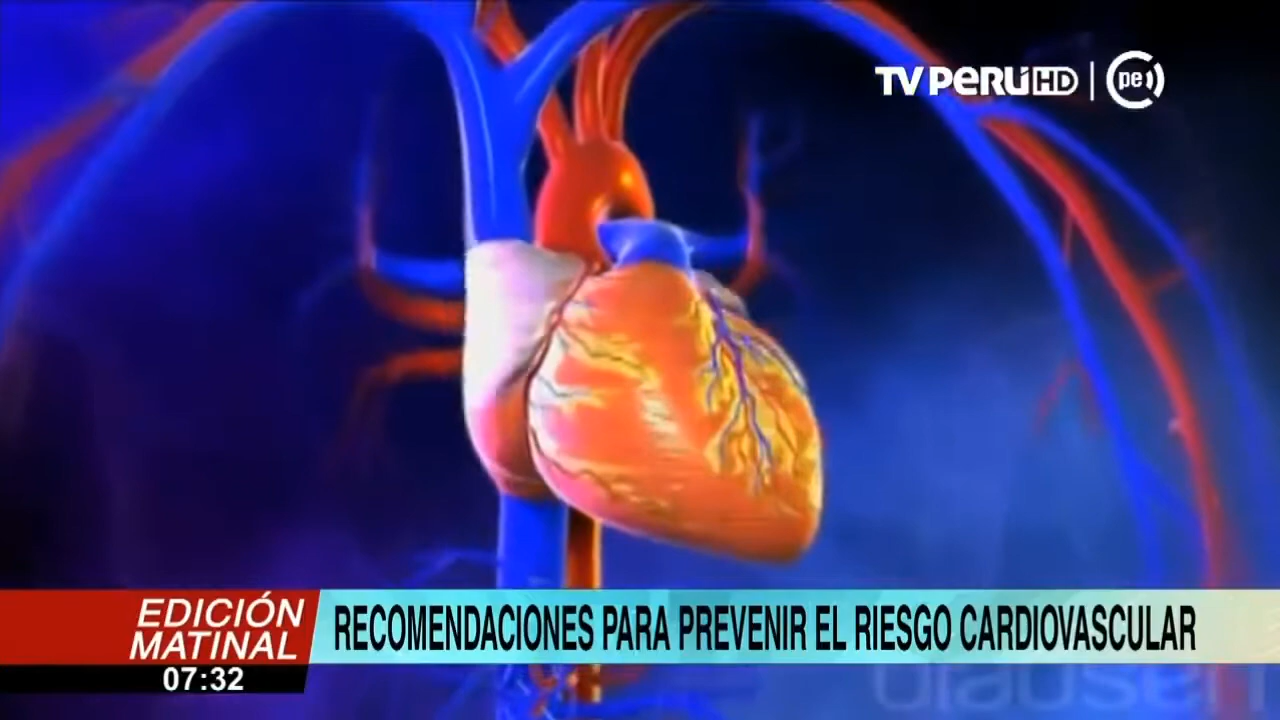 TVPERÚHD
pe
EDICIÓN
MATINAL
RECOMENDACIONES PARA PREVENIR EL RIESGO CARDIOVASCULAR
07:32